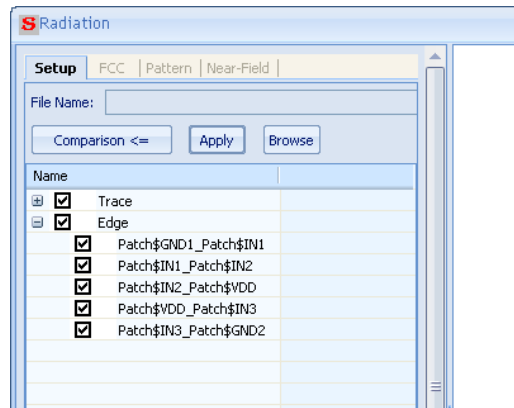 S Radiation
Setup FCC Pattern Near-Field
File Name:
Comparison <= Apply Browse
Name
Trace
Edge
Patch$GND1_Patch$IN1
Patch$IN1_Patch$IN2
Patch$IN2_Patch$VDD
Patch$VDD_Patch$IN3
Patch$IN3_Patch$GND2